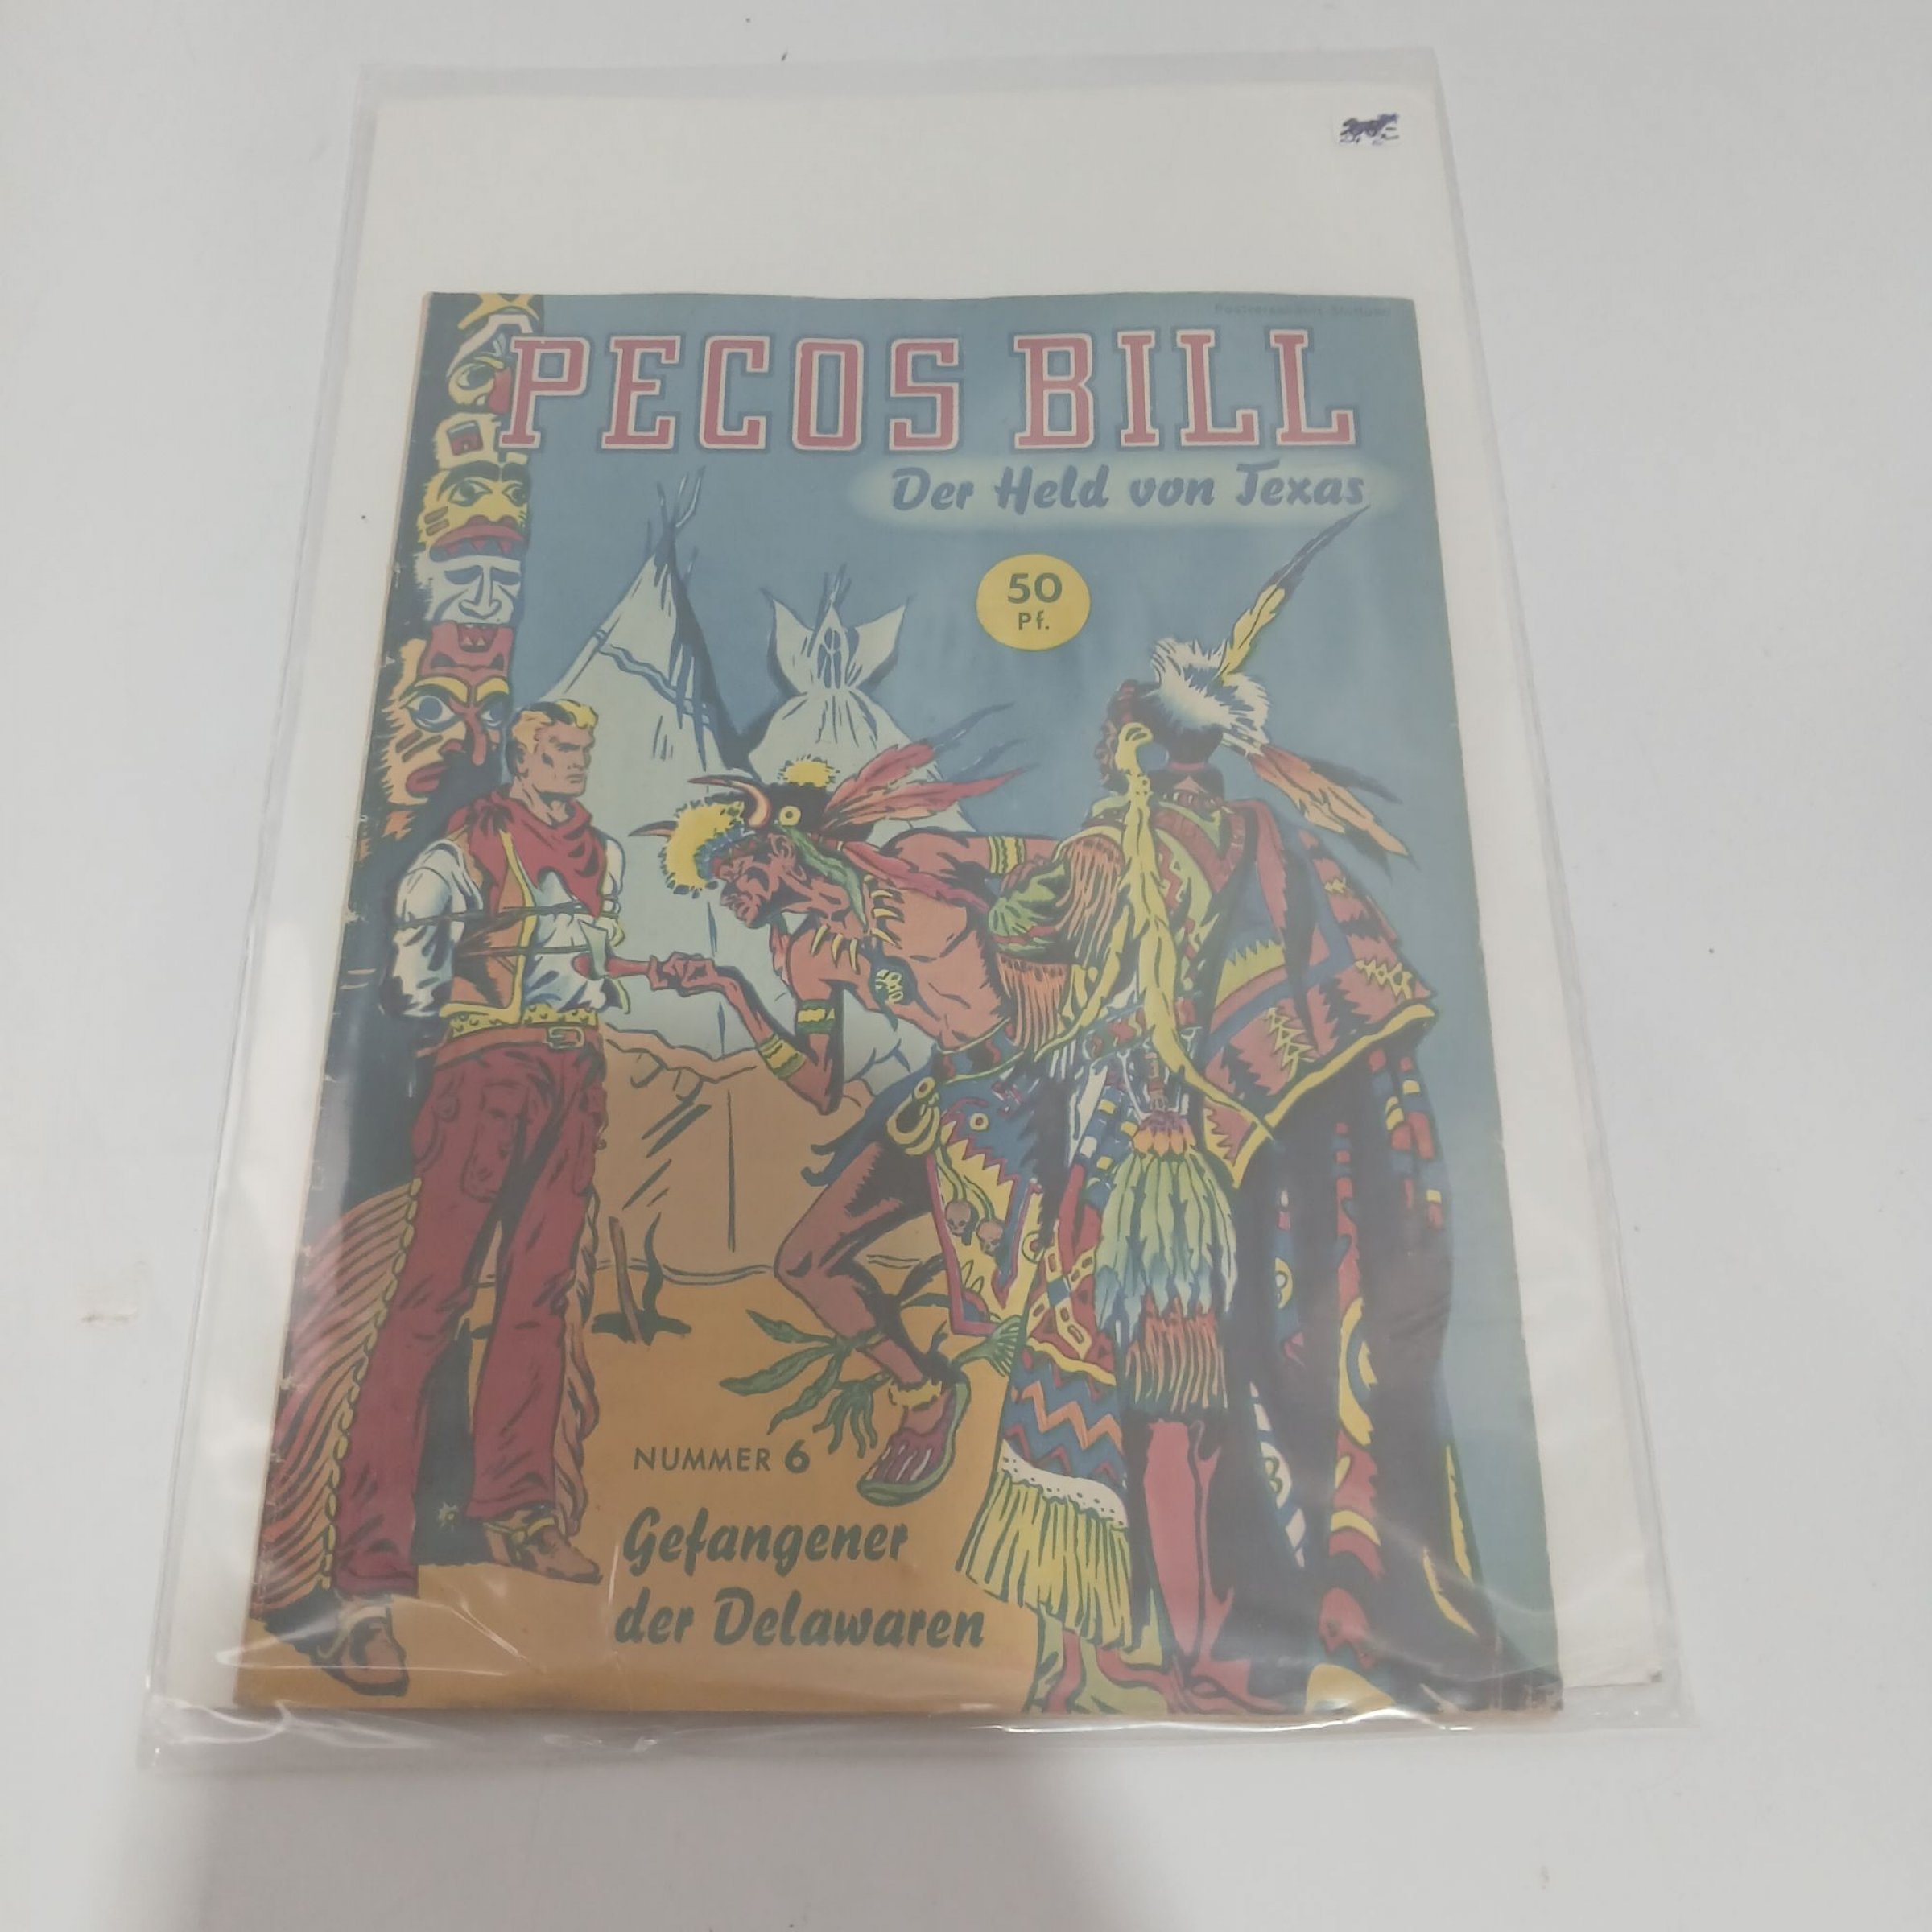 PECOS BILL
Der Held von Texas
50
Pf.
NUMMER 6
Gefangener
der Delawaren